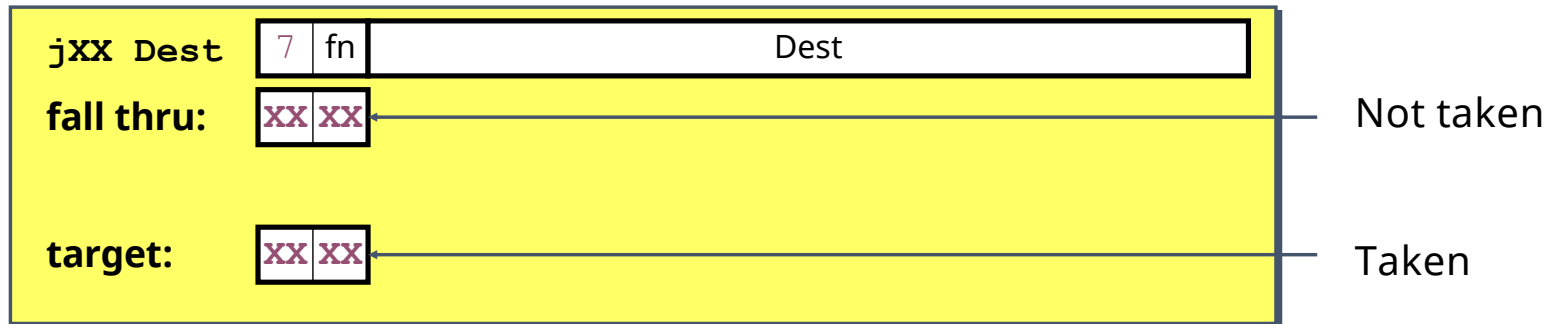 jXX Dest 7 fn Dest
fall thru: XX XX Not taken
target: XX XX Taken